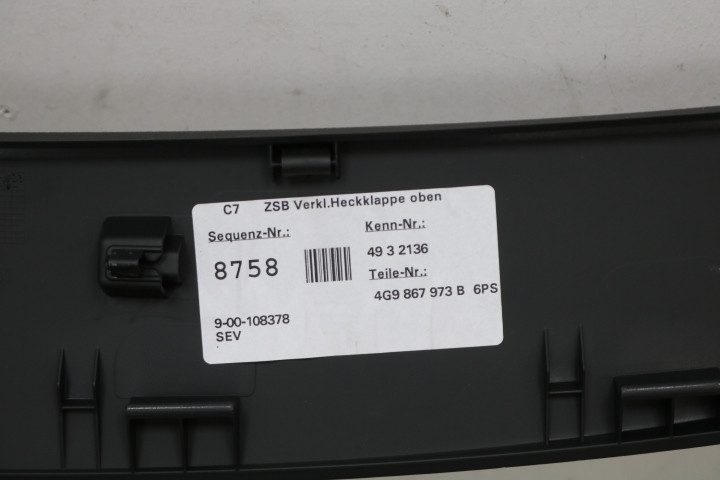 C7 ZSB Verkl.Heckklappe oben
Sequenz-Nr.: Kenn-Nr.:
8758 49 3 2136
Teile-Nr.:
4G9 867 973 B 6PS
9-00-108378
SEV